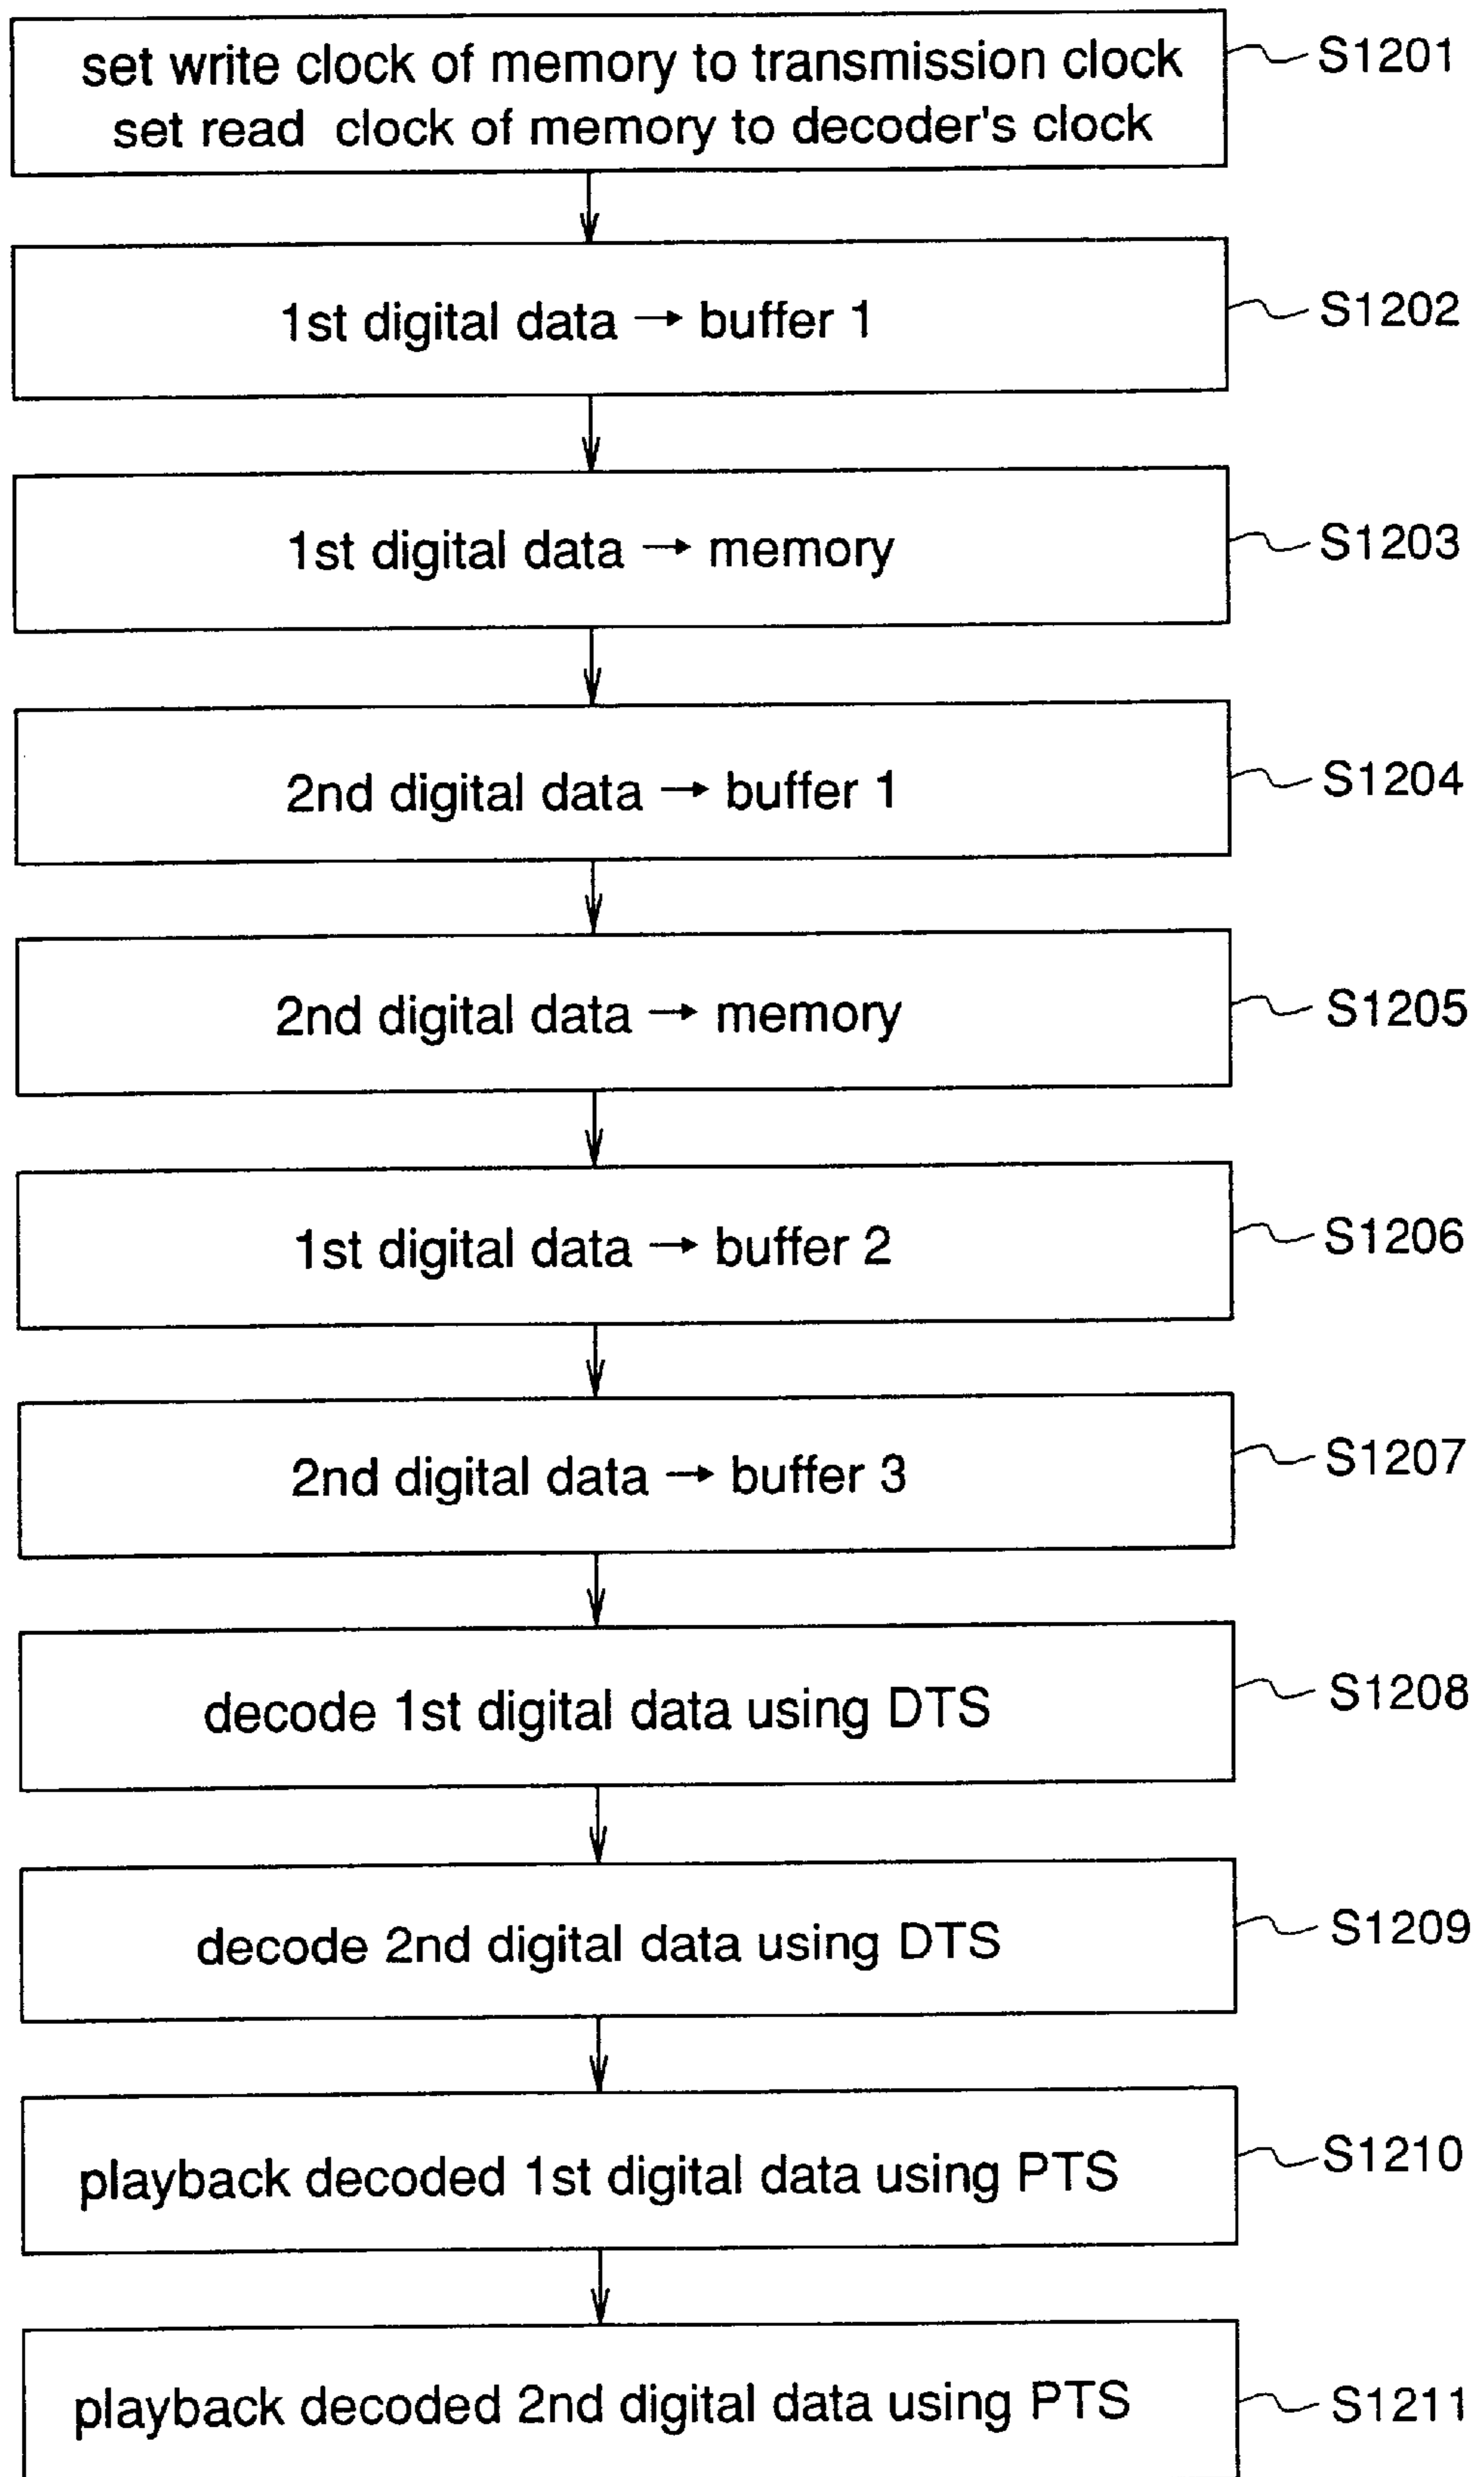 set write clock of memory to transmission clock
set read clock of memory to decoder's clock
S1201
1st digital data → buffer 1
S1202
1st digital data → memory
S1203
2nd digital data → buffer 1
S1204
2nd digital data → memory
S1205
1st digital data → buffer 2
S1206
2nd digital data → buffer 3
S1207
decode 1st digital data using DTS
S1208
decode 2nd digital data using DTS
S1209
playback decoded 1st digital data using PTS
S1210
playback decoded 2nd digital data using PTS
S1211